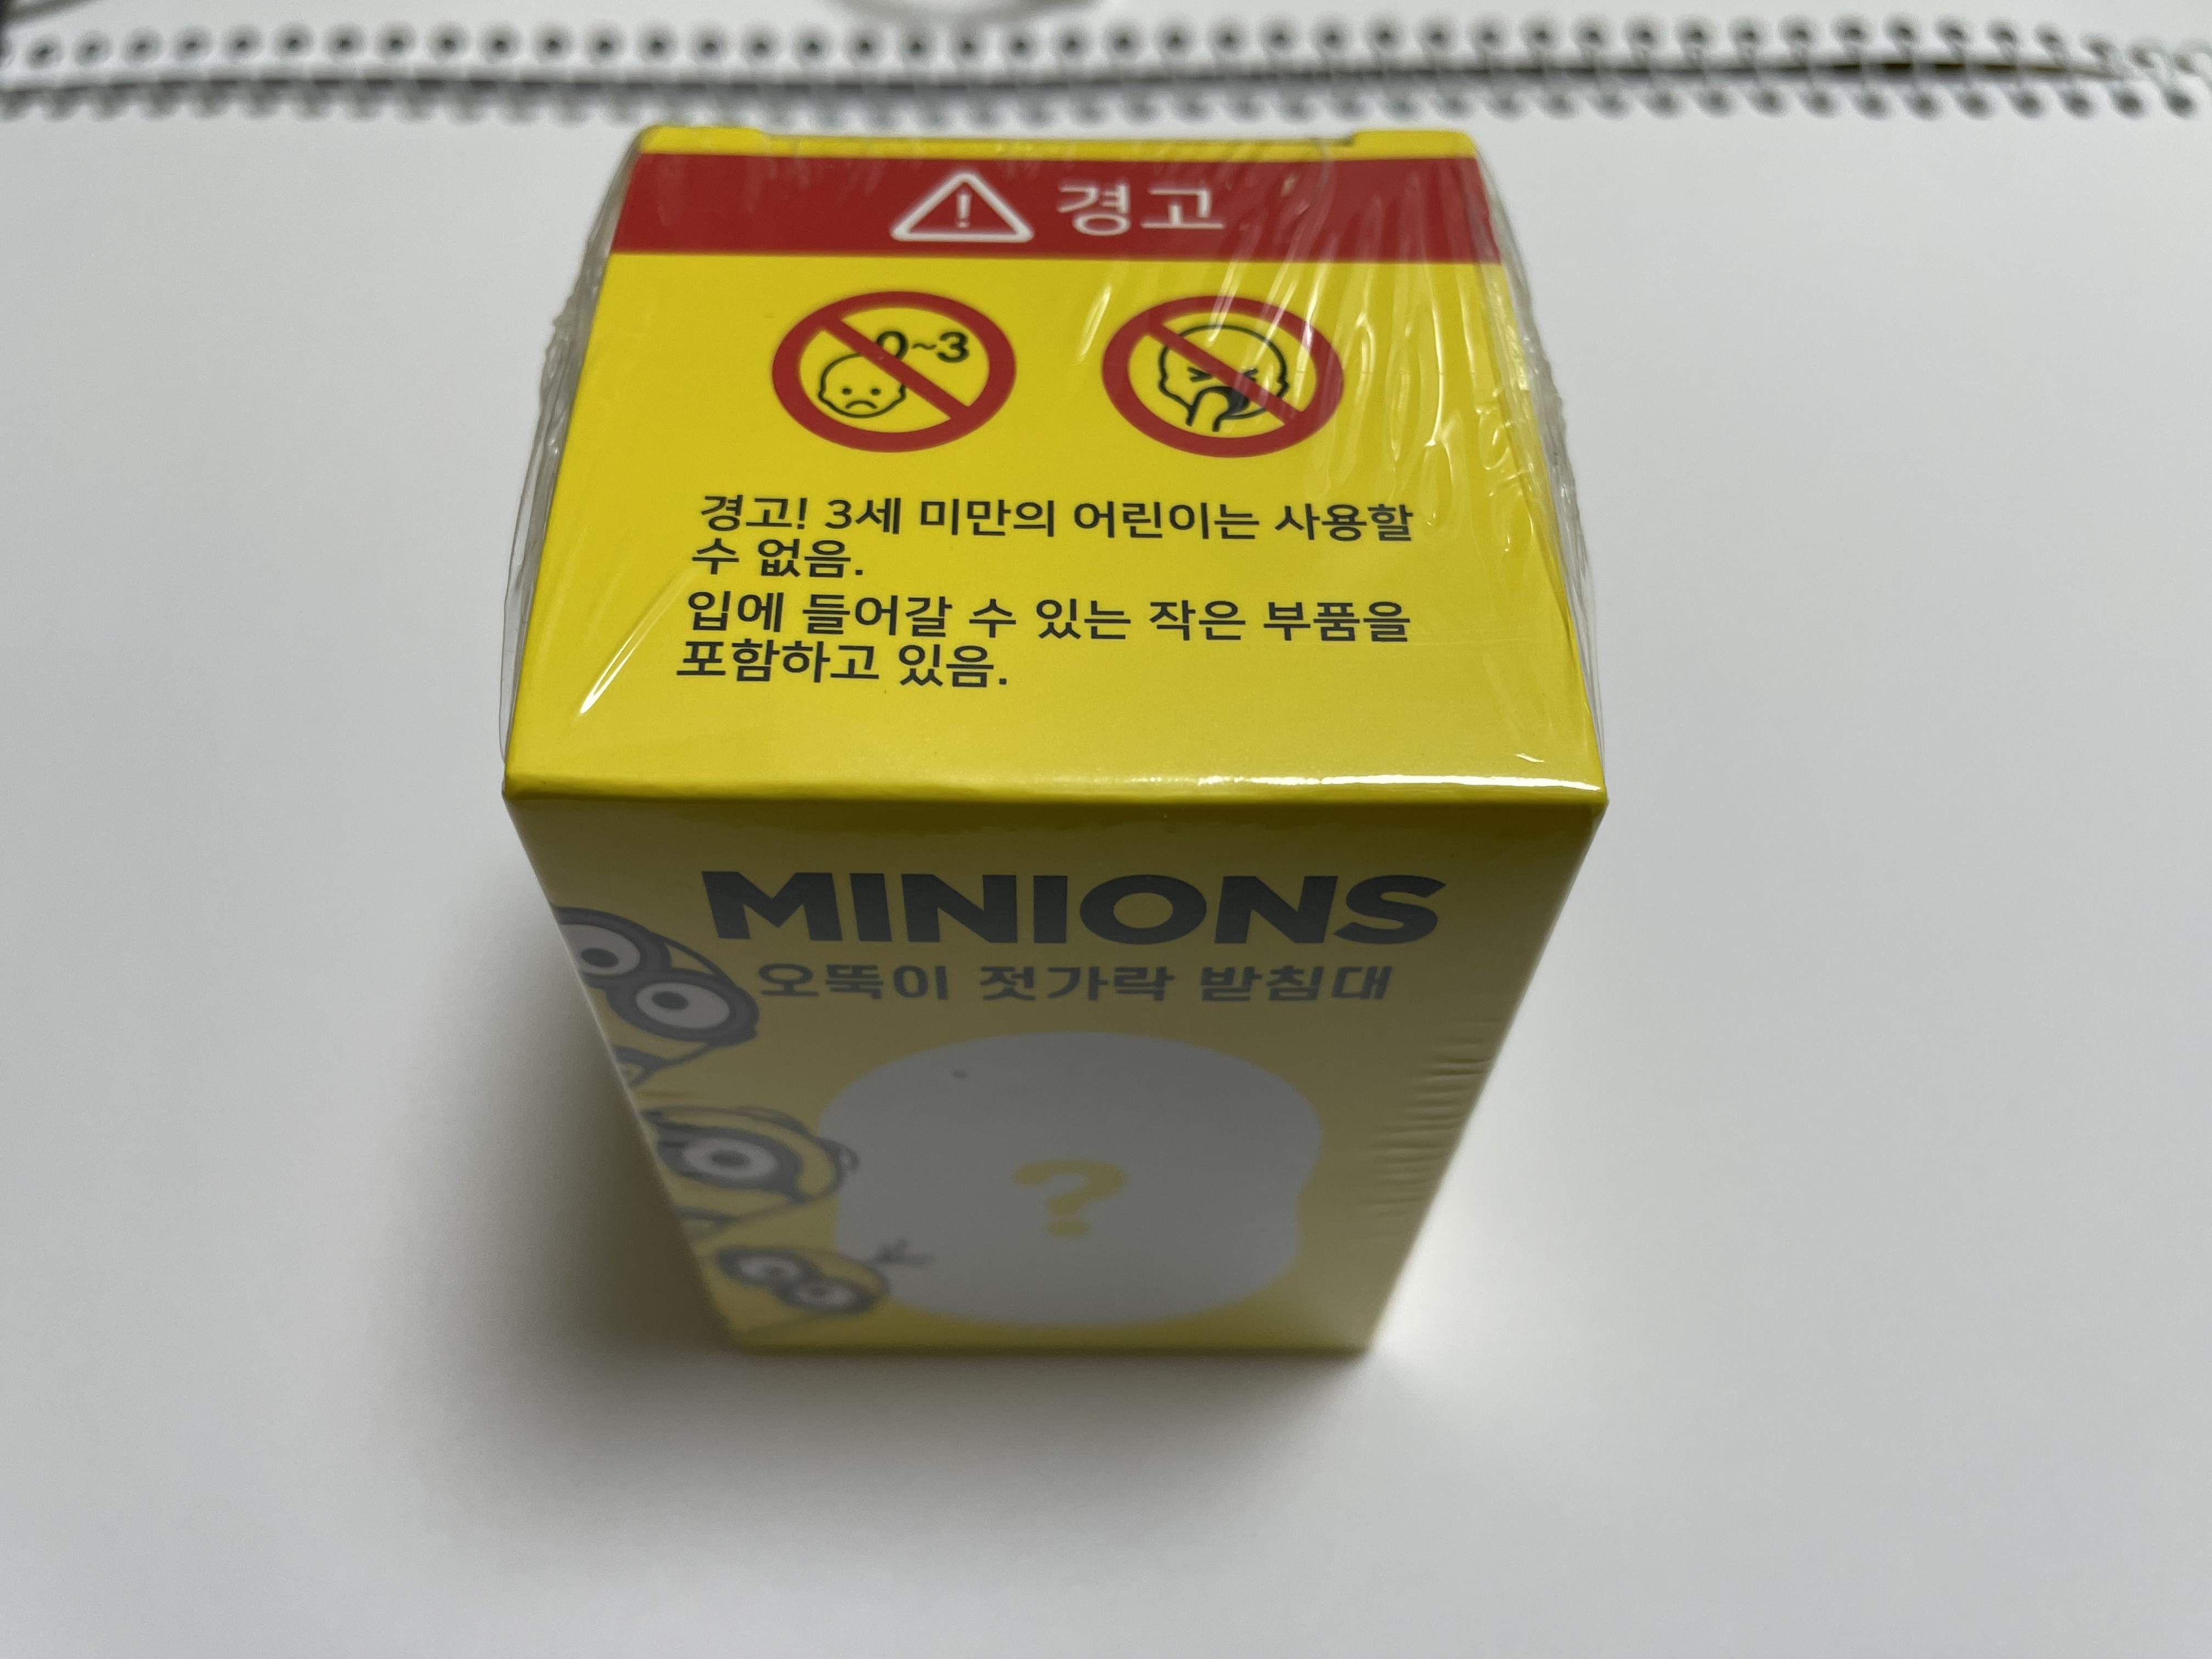 경고
0~3
경고! 3세 미만의 어린이는 사용할
수 없음.
입에 들어갈 수 있는 작은 부품을
포함하고 있음.
MINIONS
오뚝이 젓가락 받침대
?